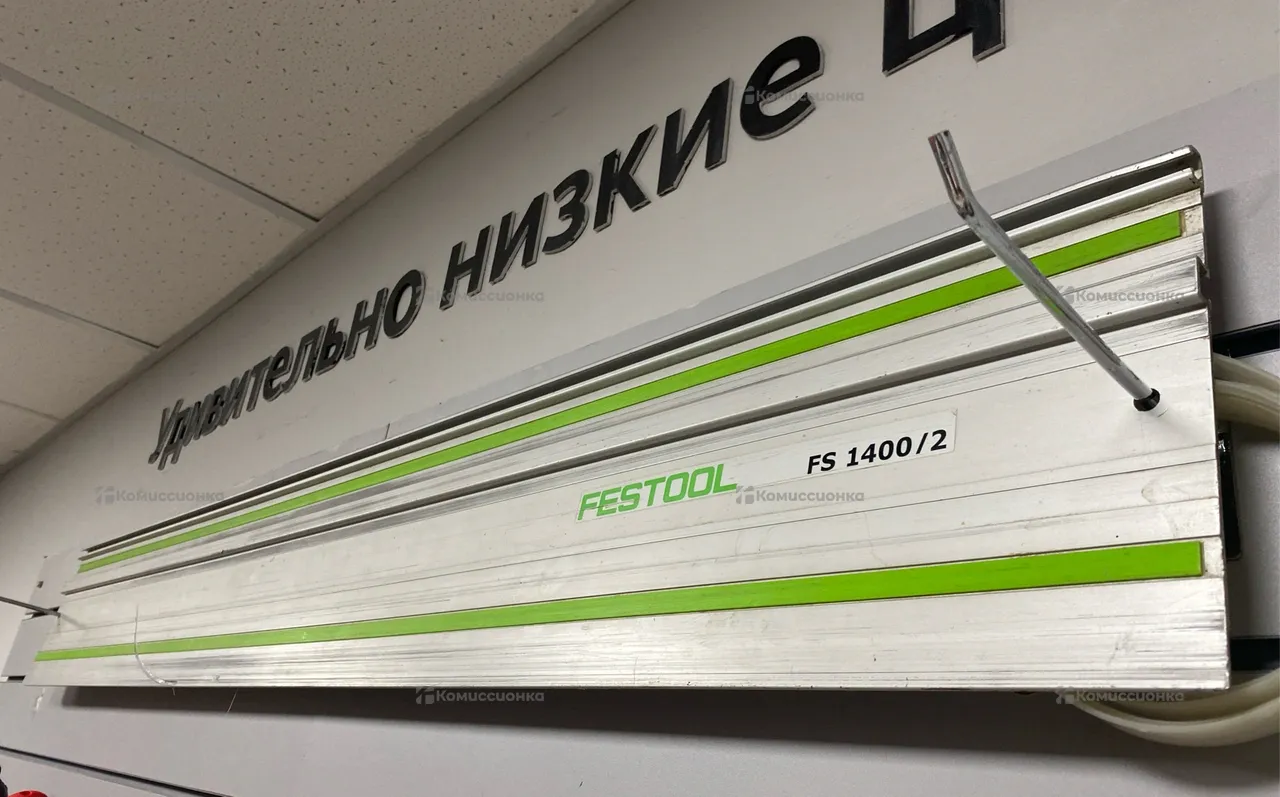 Удивительно низкие ц
FESTOOL FS 1400/2
Комиссионка
Комиссионка
Комиссионка
Комиссионка
Комиссионка
Комиссионка
Комиссионка